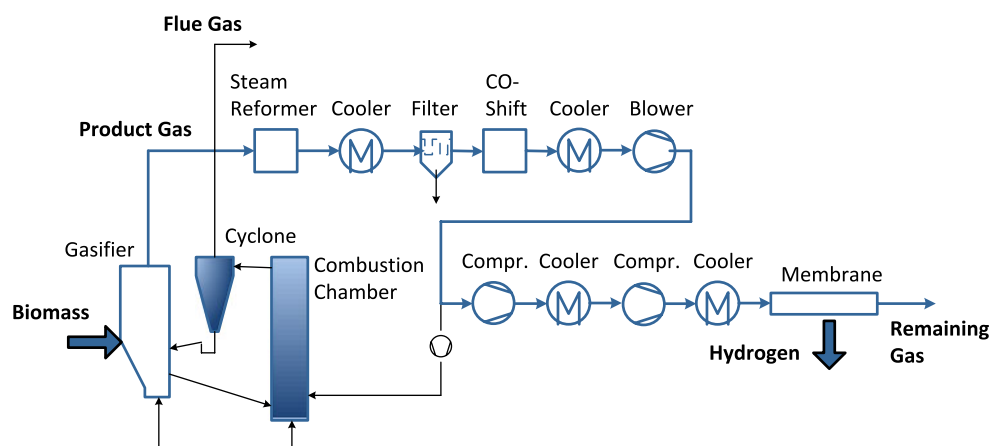 Flue Gas
Steam
Reformer
Cooler
Filter
CO-
Shift
Cooler
Blower
Product Gas
Gasifier
Cyclone
Combustion
Chamber
Compr.
Cooler
Compr.
Cooler
Membrane
Biomass
Hydrogen
Remaining
Gas